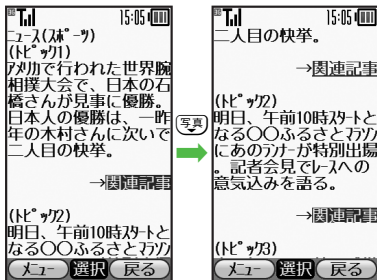 15:05
ﾆｭｰｽ(ｽﾎﾟｰﾂ)
(ﾄﾋﾟｯｸ1)
ｱﾒﾘｶで行われた世界腕
相撲大会で、日本の石
橋さんが見事に優勝。
日本人の優勝は、一昨
年の木村さんに次いで
二人目の快挙。
→関連記事
(ﾄﾋﾟｯｸ2)
明日、午前10時ｽﾀｰﾄと
なる〇〇ふるさとﾏﾗｿﾝ
ﾒﾆｭｰ 選択 戻る
写真
15:05
二人目の快挙。
→関連記事
(ﾄﾋﾟｯｸ2)
明日、午前10時ｽﾀｰﾄと
なる〇〇ふるさとﾏﾗｿﾝ
にあのﾗﾝﾅｰが特別出場
。記者会見でﾚｰｽへの
意気込みを語る。
→関連記事
(ﾄﾋﾟｯｸ3)
ﾒﾆｭｰ 選択 戻る